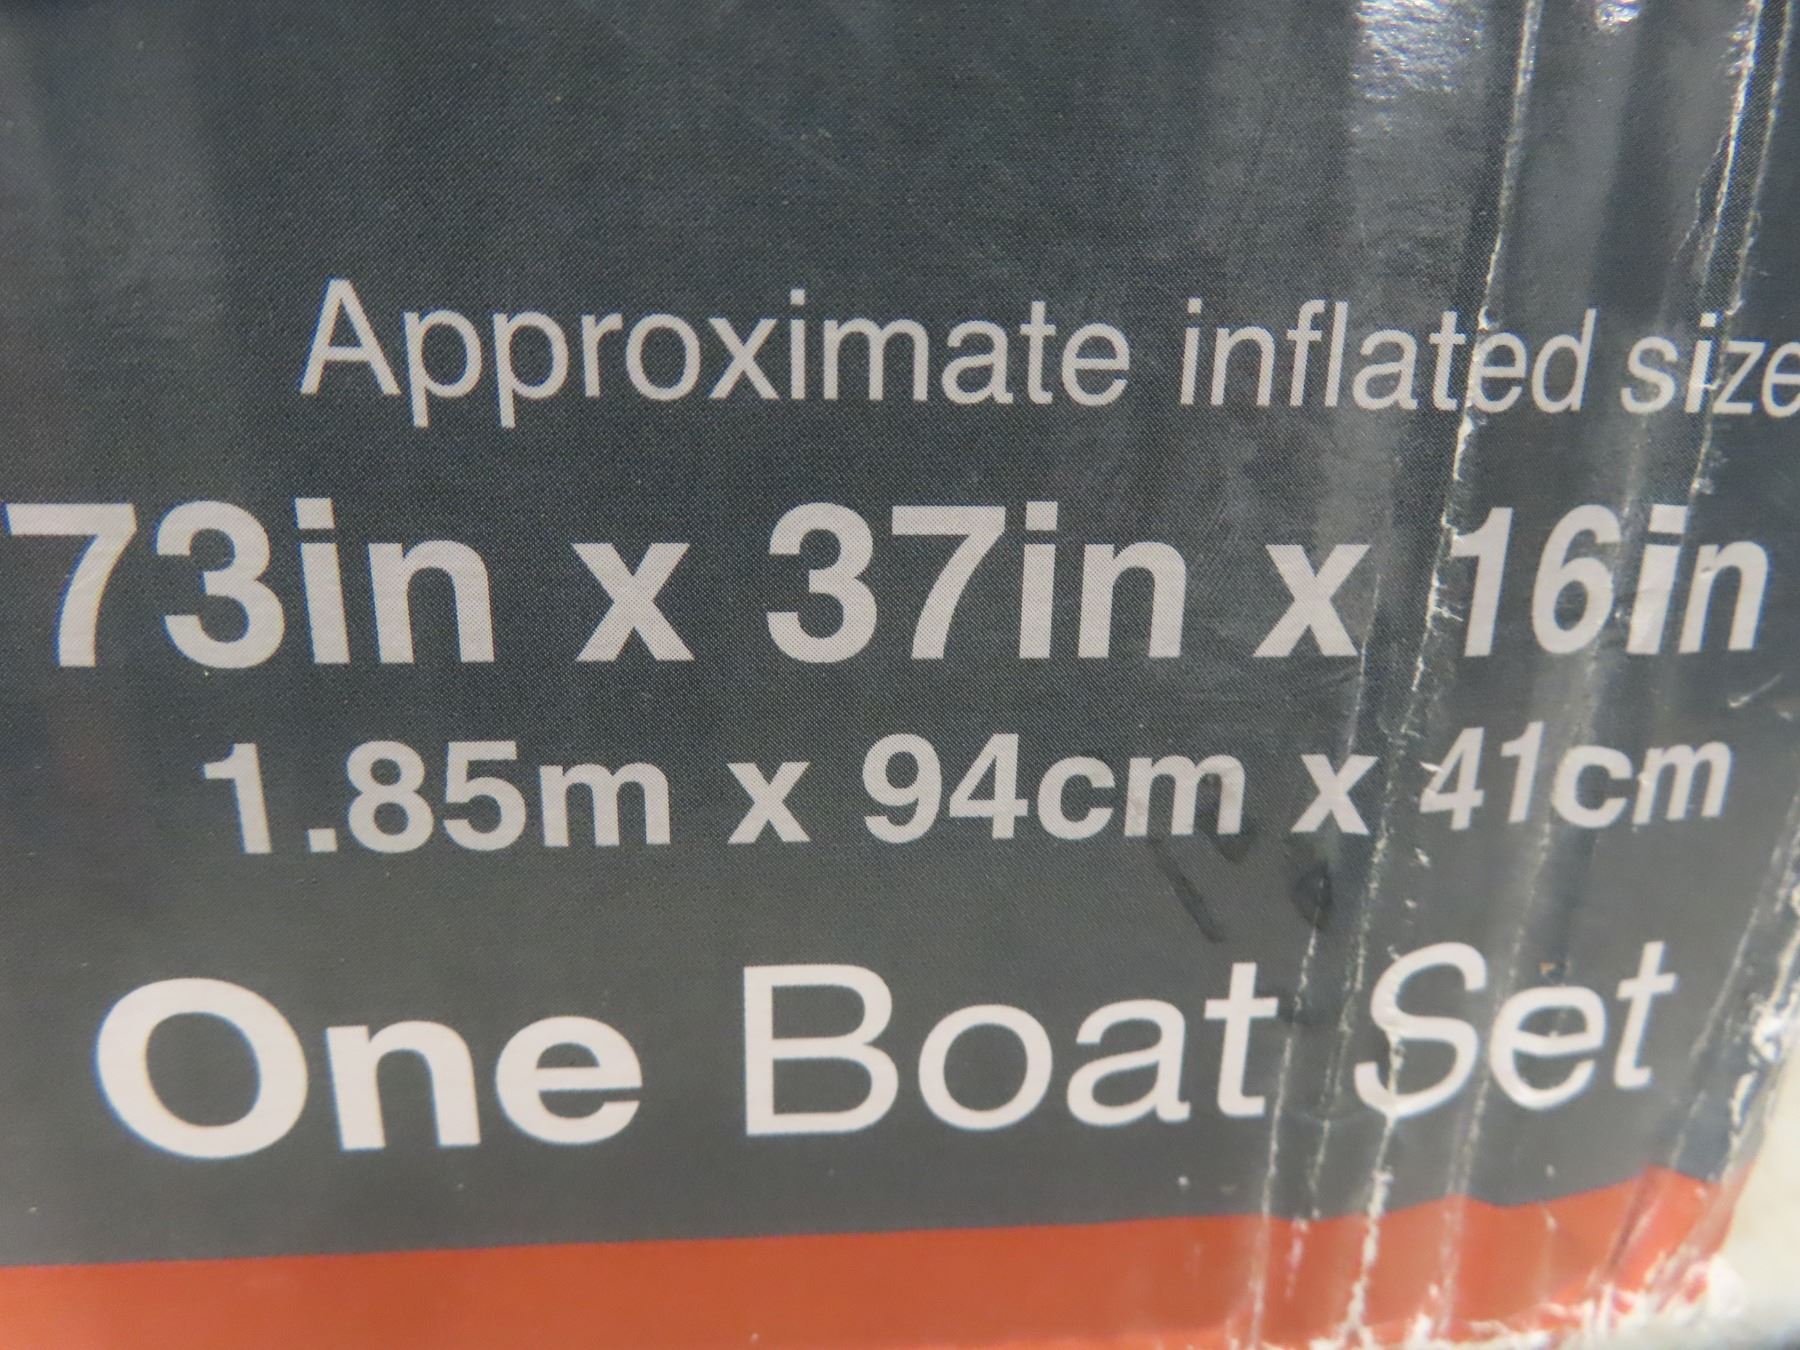 Approximate inflated size
73in x 37in x 16in
1.85m x 94cm x 41cm
One Boat Set